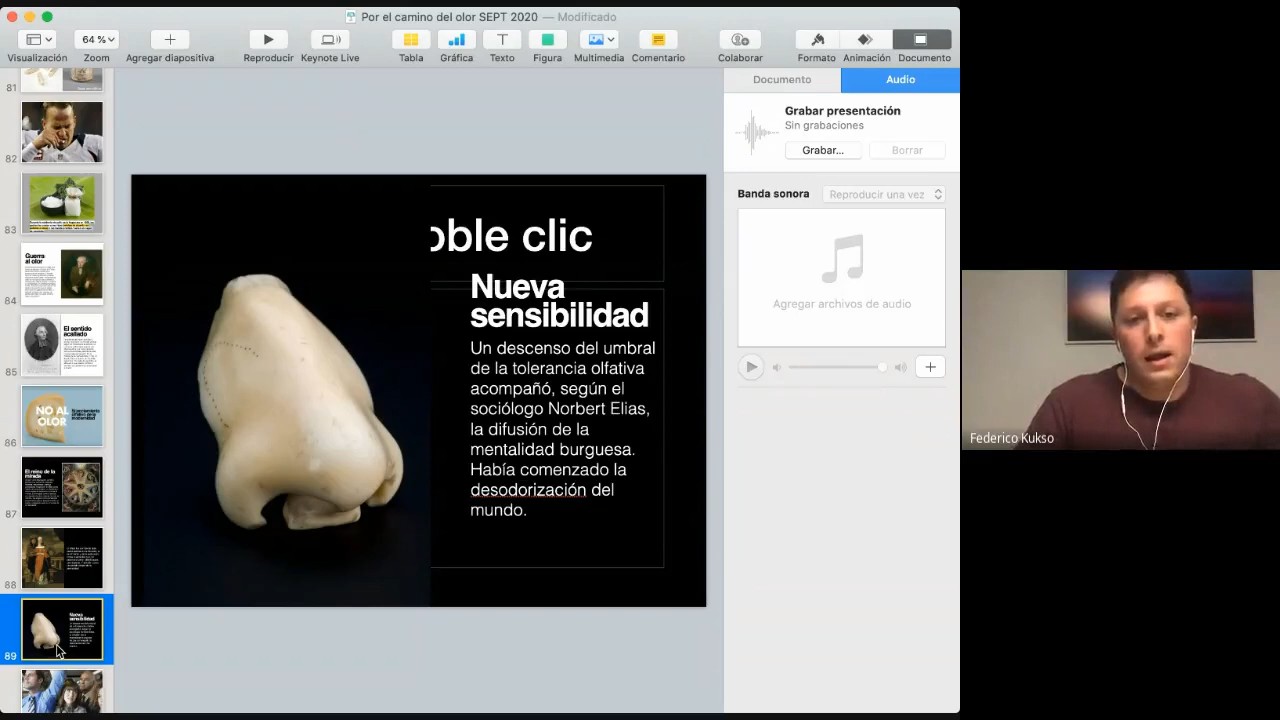 Por el camino del olor SEPT 2020 — Modificado
64 %
Visualización
Zoom
Agregar diapositiva
Reproducir
Keynote Live
Tabla
Gráfica
Texto
Figura
Multimedia
Comentario
Colaborar
Formato
Animación
Documento
81
82
83
84
Guerra
al olor
85
El sentido
acallado
86
NO AL
OLOR
87
El reino de la
mirada
88
89
Nueva
sensibilidad
oble clic
Nueva
sensibilidad
Un descenso del umbral
de la tolerancia olfativa
acompañó, según el
sociólogo Norbert Elias,
la difusión de la
mentalidad burguesa.
Había comenzado la
desodorización del
mundo.
Documento
Audio
Grabar presentación
Sin grabaciones
Grabar...
Borrar
Banda sonora
Reproducir una vez
Agregar archivos de audio
Federico Kukso